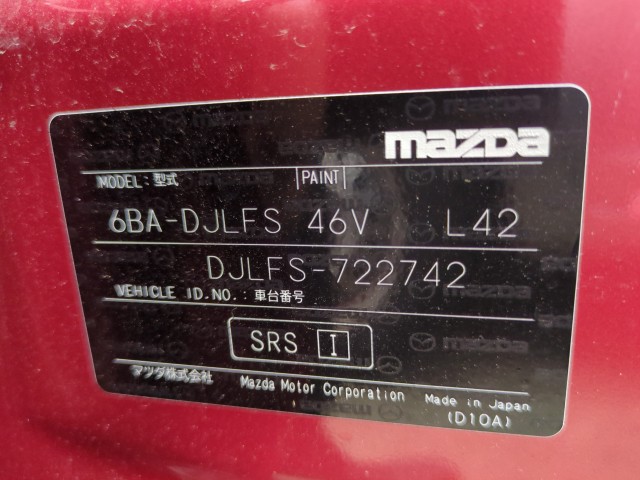 mazda
MODEL: 型式 PAINT
6BA-DJLFS 46V L42
DJLFS-722742
VEHICLE ID.NO.: 車台番号
SRS I
マツダ株式会社 Mazda Motor Corporation Made in Japan
(D10A)